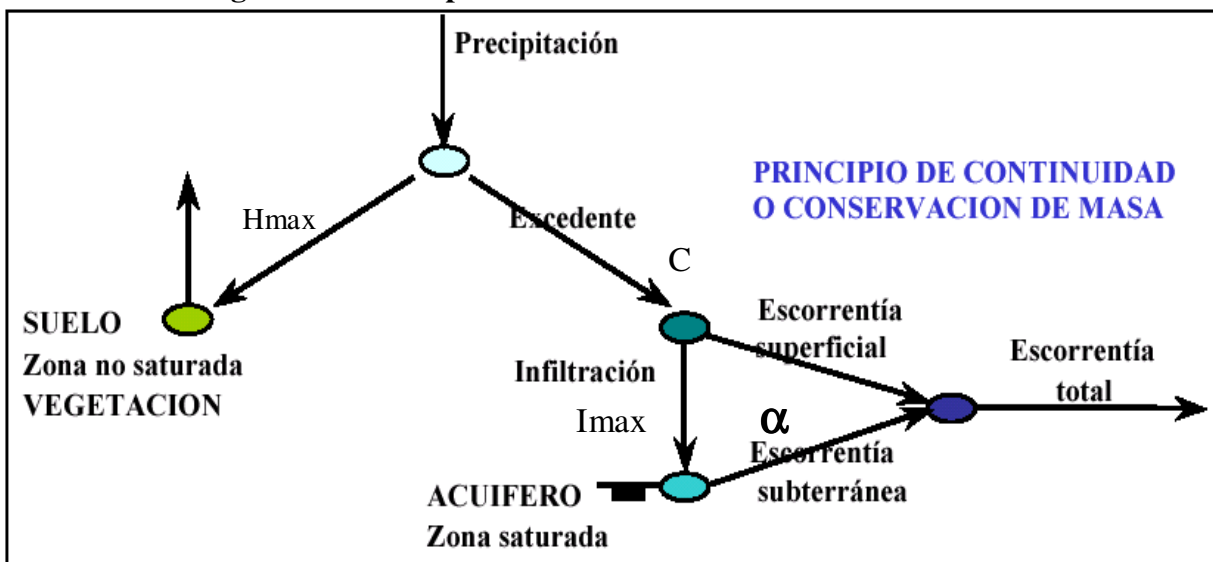 Precipitación
PRINCIPIO DE CONTINUIDAD
O CONSERVACION DE MASA
Hmax
Excedente
C
SUELO
Zona no saturada
VEGETACION
Escorrentía
superficial
Escorrentía
total
Infiltración
Imax
α
Escorrentía
subterránea
ACUIFERO
Zona saturada